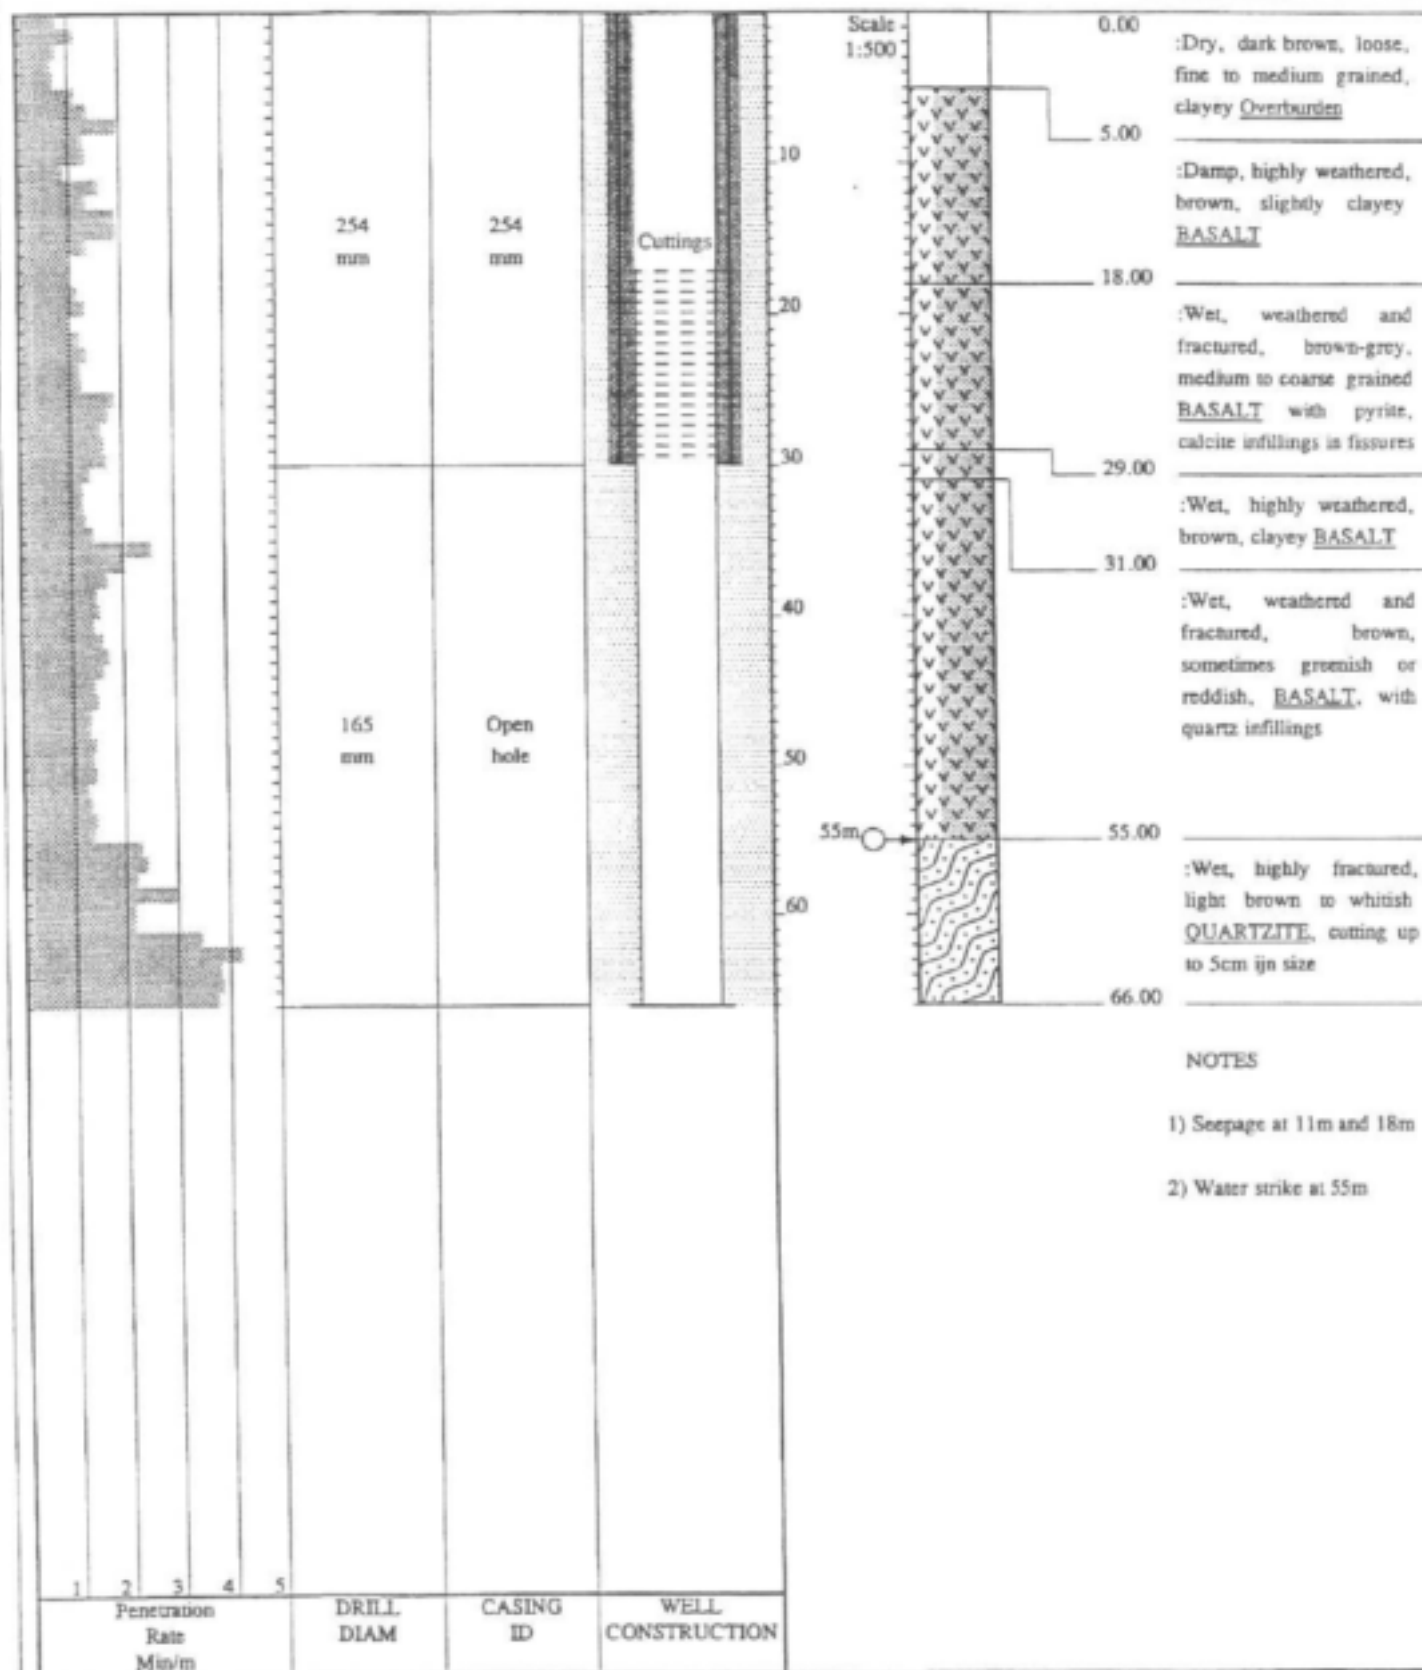 Scale
1:500
0.00
:Dry, dark brown, loose,
fine to medium grained,
clayey Overburden
5.00
:Damp, highly weathered,
brown, slightly clayey
BASALT
18.00
:Wet, weathered and
fractured, brown-grey,
medium to coarse grained
BASALT with pyrite,
calcite infillings in fissures
29.00
:Wet, highly weathered,
brown, clayey BASALT
31.00
:Wet, weathered and
fractured, brown,
sometimes greenish or
reddish, BASALT, with
quartz infillings
55m
55.00
:Wet, highly fractured,
light brown to whitish
QUARTZITE, cutting up
to 5cm ijn size
66.00
NOTES
1) Seepage at 11m and 18m
2) Water strike at 55m
254
mm
254
mm
Cuttings
165
mm
Open
hole
10
20
30
40
50
60
1 2 3 4 5
Penetration
Rate
Min/m
DRILL
DIAM
CASING
ID
WELL
CONSTRUCTION